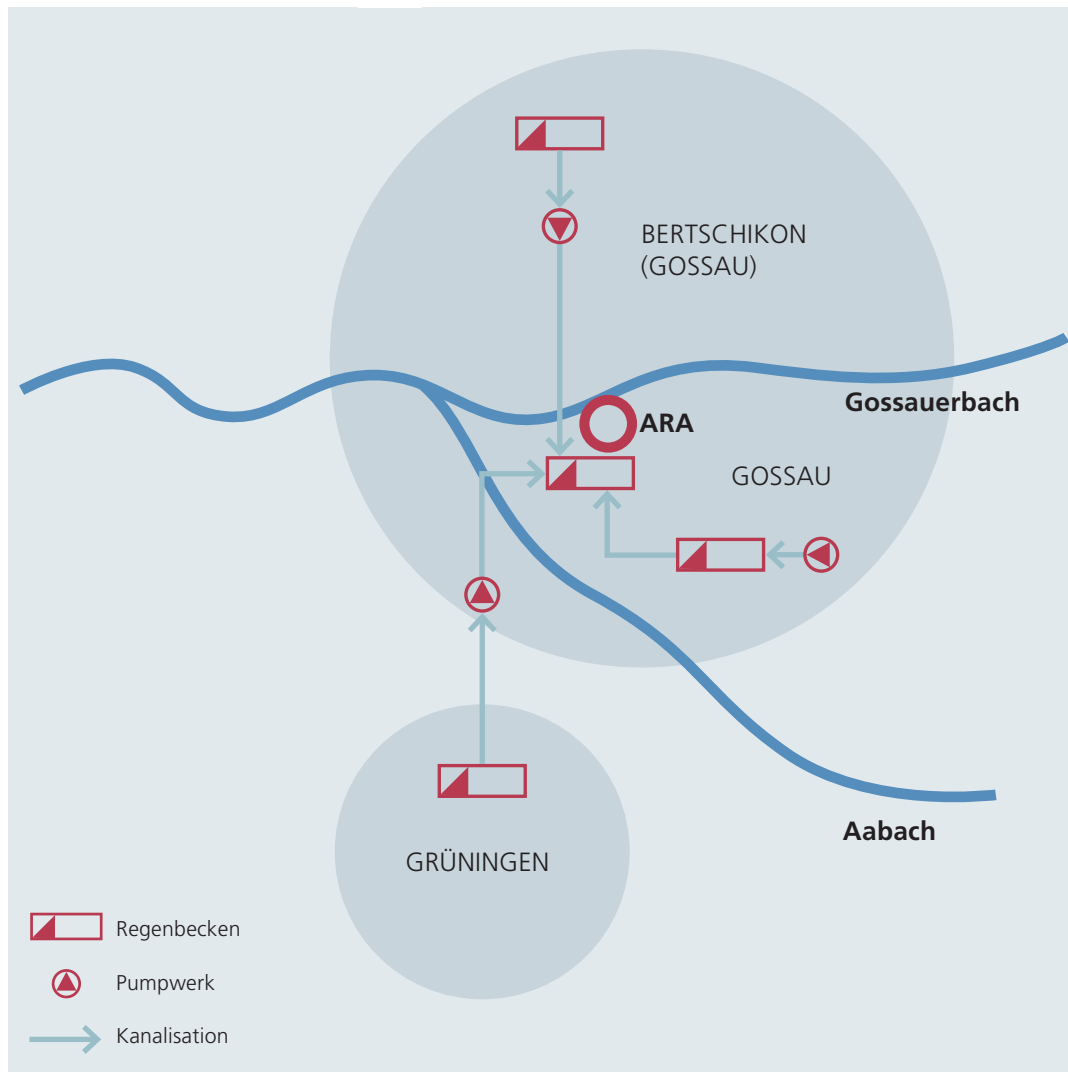 BERTSCHIKON
(GOSSAU)
Gossauerbach
ARA
GOSSAU
Aabach
GRÜNINGEN
Regenbecken
Pumpwerk
Kanalisation